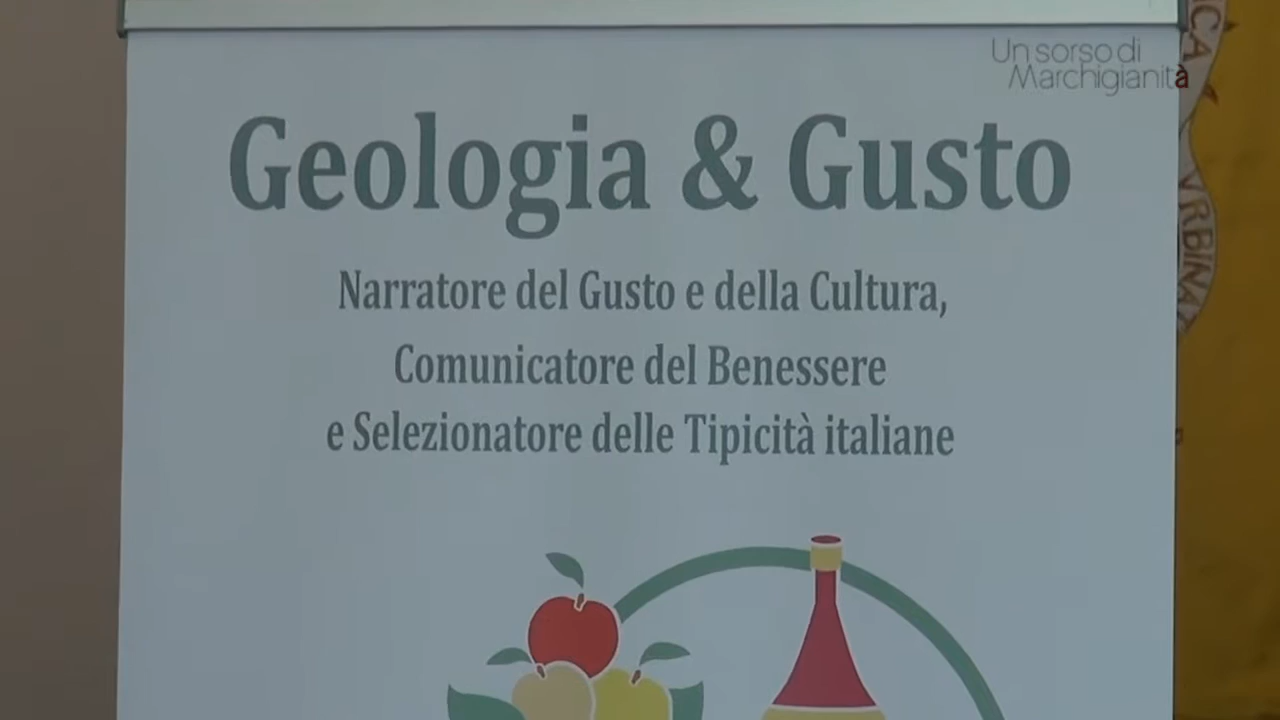 Un sorso di
Marchigianità
Geologia & Gusto
Narratore del Gusto e della Cultura,
Comunicatore del Benessere
e Selezionatore delle Tipicità italiane